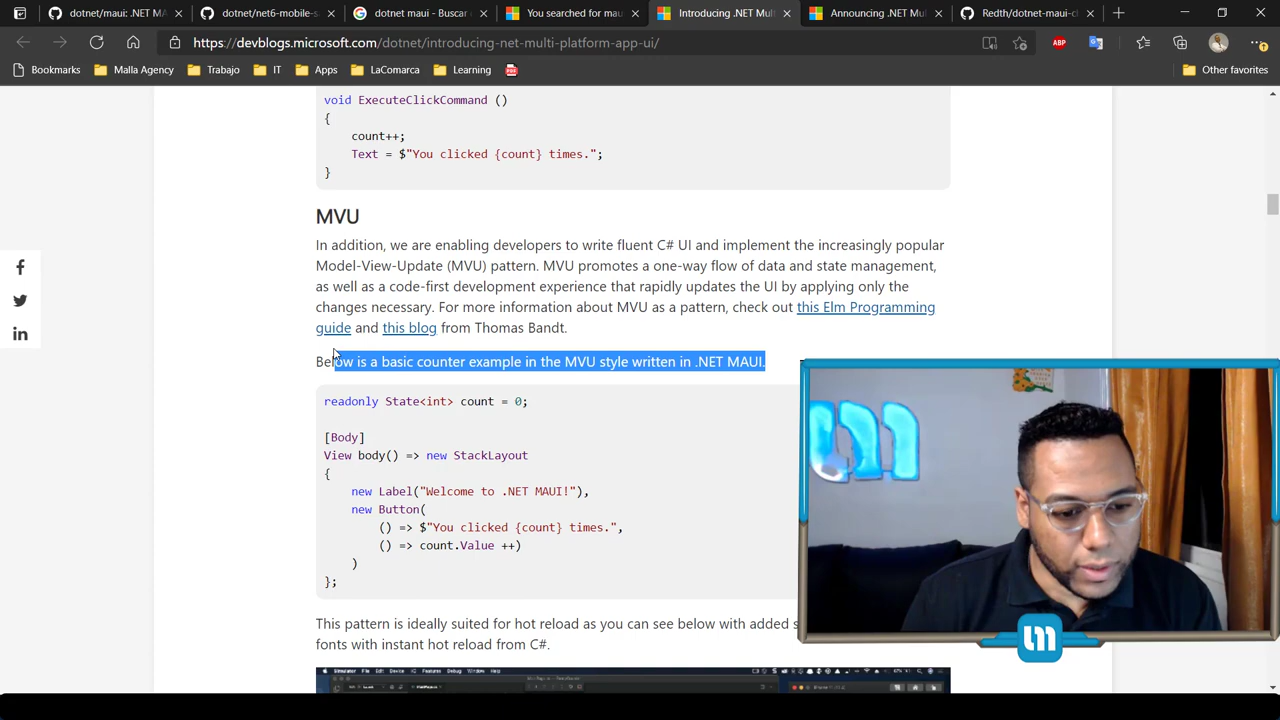 dotnet/maui: .NET MA
dotnet/net6-mobile-s
dotnet maui - Buscar
You searched for mau
Introducing .NET Mult
Announcing .NET Mul
Redth/dotnet-maui-c
https://devblogs.microsoft.com/dotnet/introducing-net-multi-platform-app-ui/
ABP
Bookmarks
Malla Agency
Trabajo
IT
Apps
LaComarca
Learning
Other favorites
void ExecuteClickCommand ()
{
count++;
Text = $"You clicked {count} times.";
}
MVU
In addition, we are enabling developers to write fluent C# UI and implement the increasingly popular
Model-View-Update (MVU) pattern. MVU promotes a one-way flow of data and state management,
as well as a code-first development experience that rapidly updates the UI by applying only the
changes necessary. For more information about MVU as a pattern, check out this Elm Programming
guide and this blog from Thomas Bandt.
Below is a basic counter example in the MVU style written in .NET MAUI.
readonly State<int> count = 0;
[Body]
View body() => new StackLayout
{
new Label("Welcome to .NET MAUI!"),
new Button(
() => $"You clicked {count} times.",
() => count.Value ++)
)
};
This pattern is ideally suited for hot reload as you can see below with added s
fonts with instant hot reload from C#.